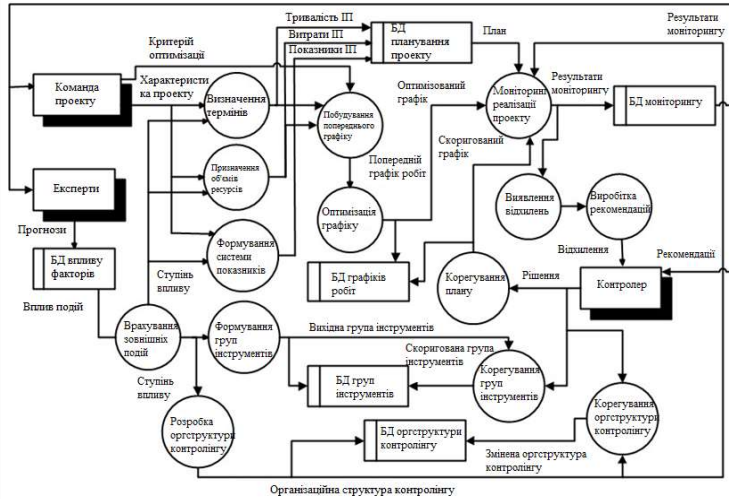 Тривалість ІП
Витрати ІП
Показники ІП
Критерій
оптимізації
БД
планування
проекту
План
Результати
моніторингу
Команда
проекту
Характеристи
ка проекту
Визначення
термінів
Побудування
попереднього
графіку
Оптимізований
графік
Моніторинг
реалізації
проекту
Результати
моніторингу
БД моніторингу
Скоригований
графік
Призначення
об'ємів
ресурсів
Попередній
графік робіт
Експерти
Прогнози
Оптимізація
графіку
Виявлення
відхилень
Виробітка
рекомендацій
Формування
системи
показників
Відхилення
БД впливу
факторів
Ступінь
впливу
БД графіків
робіт
Корегування
плану
Рішення
Контролер
Рекомендації
Вплив подій
Врахування
зовнішніх
подій
Формування
груп
інструментів
Вихідна група інструментів
Скоригована група
інструментів
Корегування
груп
інструментів
Ступінь
впливу
БД груп
інструментів
Корегування
оргструктури
контролінгу
Розробка
оргструктури
контролінгу
БД оргструктури
контролінгу
Змінена оргструктура
контролінгу
Організаційна структура контролінгу